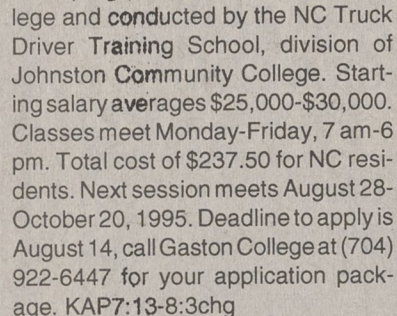 lege and conducted by the NC Truck
Driver Training School, division of
Johnston Community College. Start-
ing salary averages $25,000-$30,000.
Classes meet Monday-Friday, 7 am-6
pm. Total cost of $237.50 for NC resi-
dents. Next session meets August 28-
October 20, 1995. Deadline to apply is
August 14, call Gaston College at (704)
922-6447 for your application pack-
age. KAP7:13-8:3chg